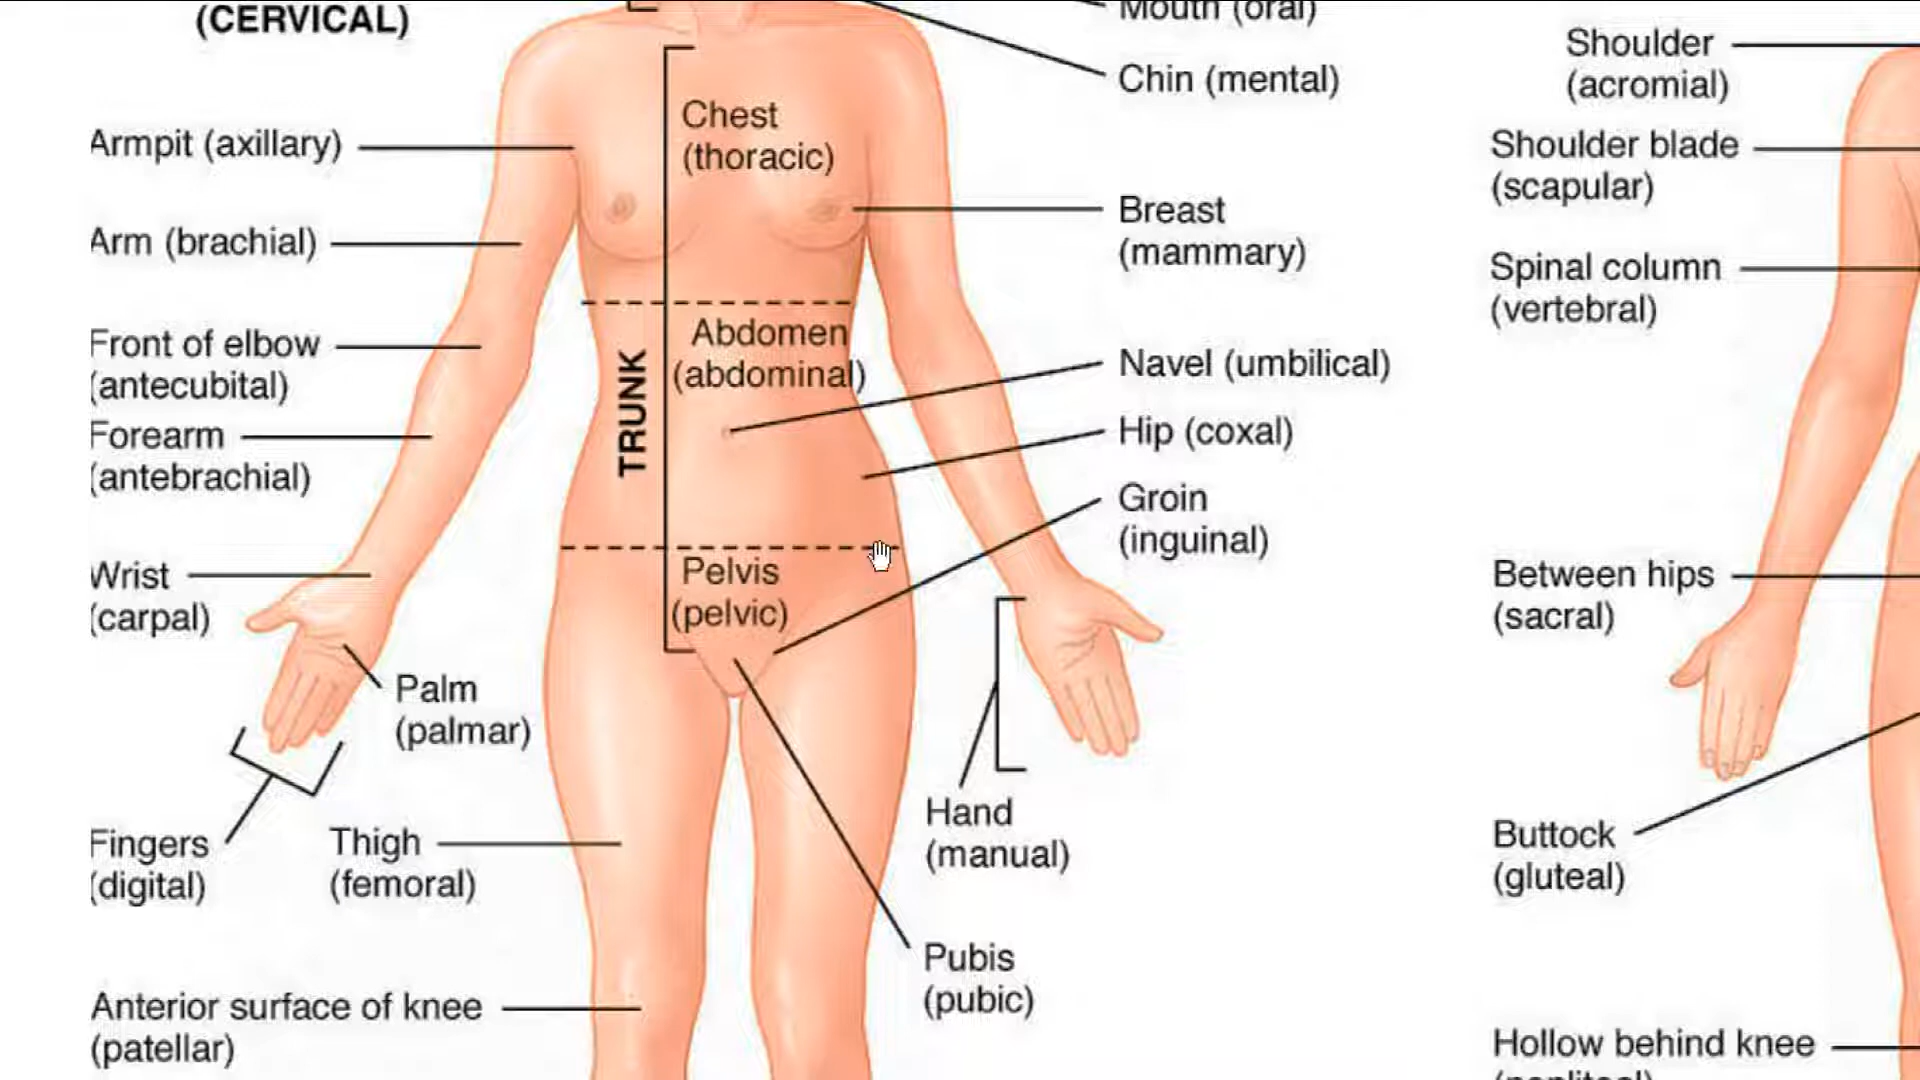 (CERVICAL)
Armpit (axillary)
Arm (brachial)
Front of elbow
(antecubital)
Forearm
(antebrachial)
Wrist
(carpal)
Palm
(palmar)
Fingers
(digital)
Thigh
(femoral)
Anterior surface of knee
(patellar)
TRUNK
Chest
(thoracic)
Abdomen
(abdominal)
Pelvis
(pelvic)
Mouth (oral)
Chin (mental)
Breast
(mammary)
Navel (umbilical)
Hip (coxal)
Groin
(inguinal)
Hand
(manual)
Pubis
(pubic)
Shoulder
(acromial)
Shoulder blade
(scapular)
Spinal column
(vertebral)
Between hips
(sacral)
Buttock
(gluteal)
Hollow behind knee